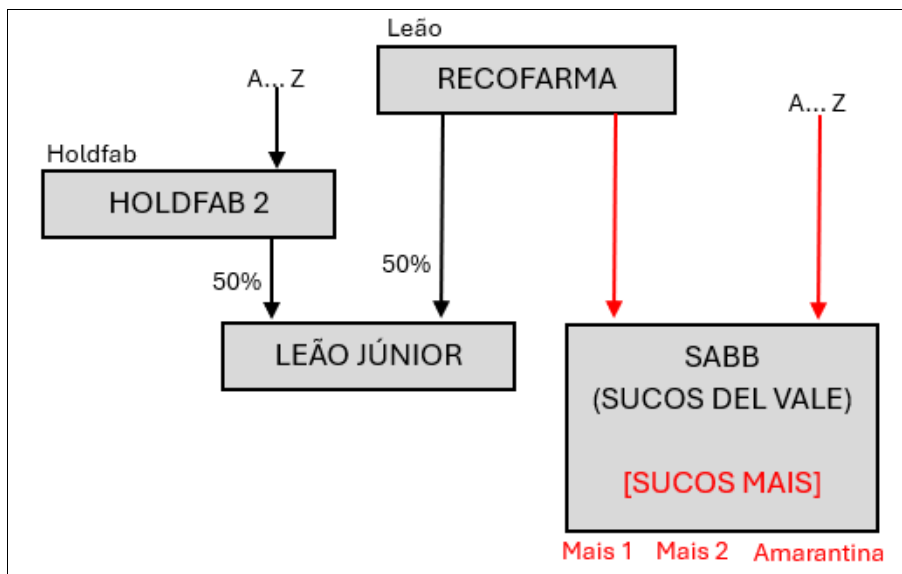 Leão
RECOFARMA
A... Z
A... Z
Holdfab
HOLDFAB 2
50%
50%
LEÃO JÚNIOR
SABB
(SUCOS DEL VALE)
[SUCOS MAIS]
Mais 1 Mais 2 Amarantina